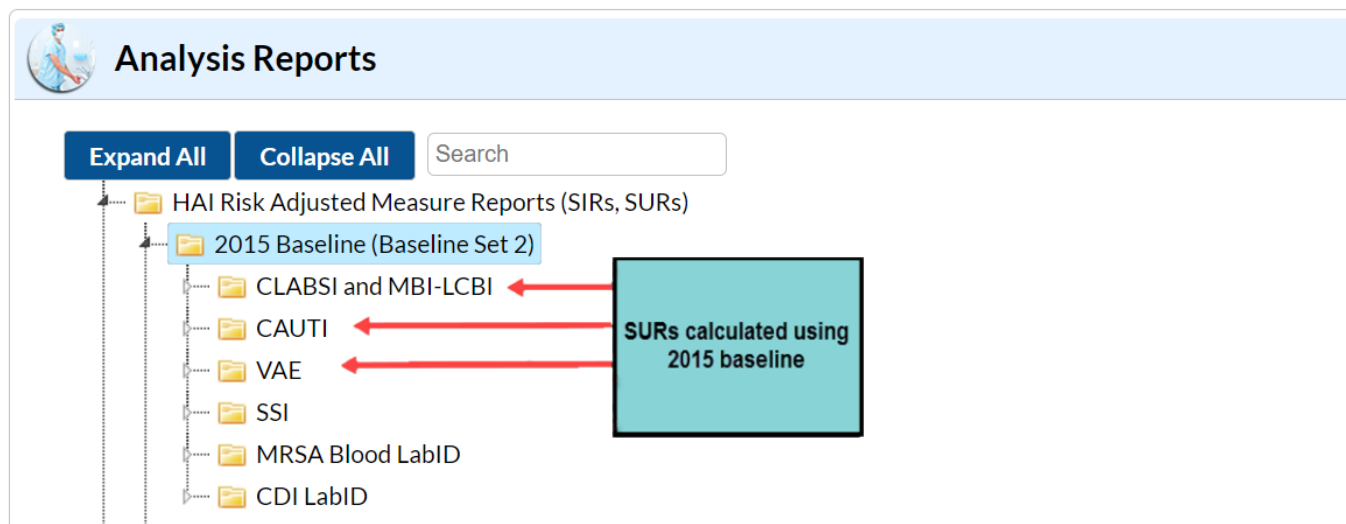 Analysis Reports
Expand All
Collapse All
Search
HAI Risk Adjusted Measure Reports (SIRs, SURs)
2015 Baseline (Baseline Set 2)
CLABSI and MBI-LCBI
CAUTI
VAE
SSI
MRSA Blood LabID
CDI LabID
SURs calculated using
2015 baseline